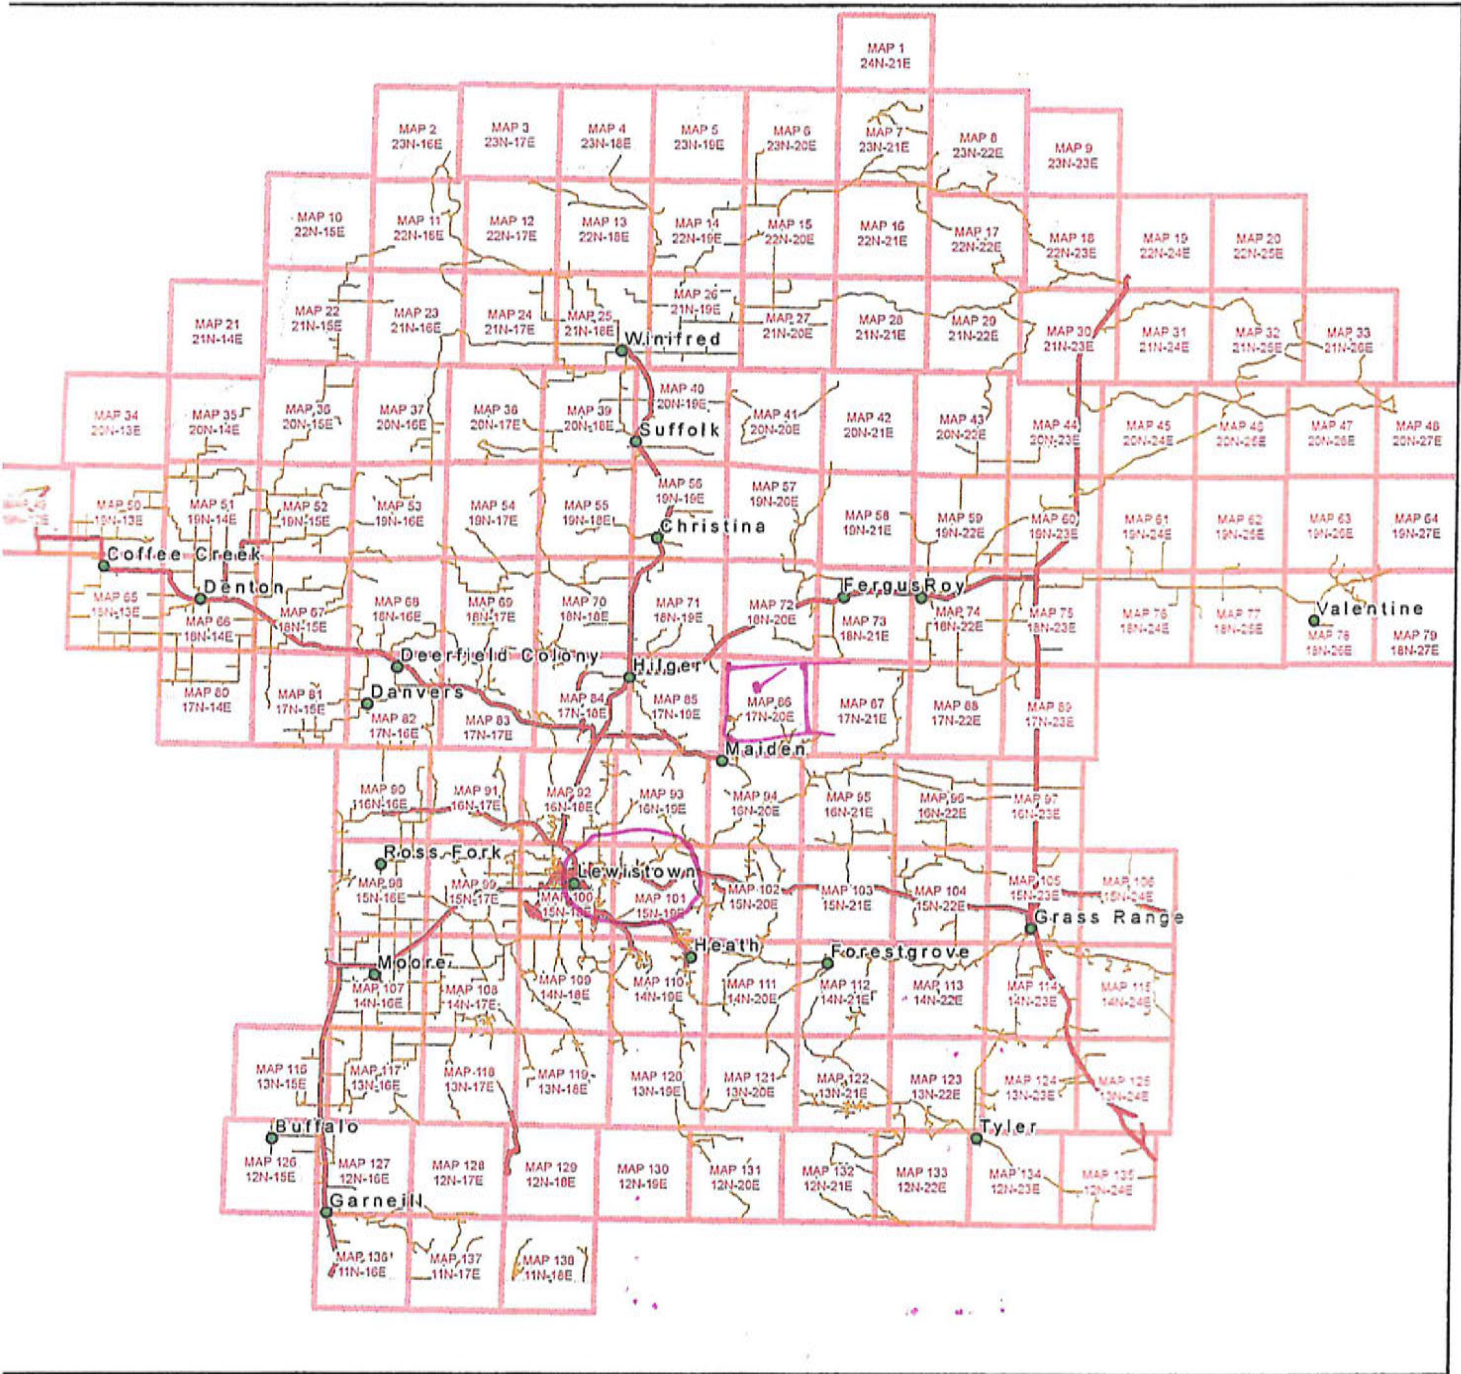 MAP 1
24N-21E
MAP 2
23N-16E
MAP 3
23N-17E
MAP 4
23N-18E
MAP 5
23N-19E
MAP 6
23N-20E
MAP 7
23N-21E
MAP 8
23N-22E
MAP 9
23N-23E
MAP 10
22N-15E
MAP 11
22N-16E
MAP 12
22N-17E
MAP 13
22N-18E
MAP 14
22N-19E
MAP 15
22N-20E
MAP 16
22N-21E
MAP 17
22N-22E
MAP 18
22N-23E
MAP 19
22N-24E
MAP 20
22N-25E
MAP 21
21N-14E
MAP 22
21N-15E
MAP 23
21N-16E
MAP 24
21N-17E
MAP 25
21N-18E
MAP 26
21N-19E
MAP 27
21N-20E
MAP 28
21N-21E
MAP 29
21N-22E
MAP 30
21N-23E
MAP 31
21N-24E
MAP 32
21N-25E
MAP 33
21N-26E
Winifred
MAP 34
20N-13E
MAP 35
20N-14E
MAP 36
20N-15E
MAP 37
20N-16E
MAP 38
20N-17E
MAP 39
20N-18E
MAP 40
20N-19E
MAP 41
20N-20E
MAP 42
20N-21E
MAP 43
20N-22E
MAP 44
20N-23E
MAP 45
20N-24E
MAP 46
20N-25E
MAP 47
20N-26E
MAP 48
20N-27E
Suffolk
MAP 50
19N-13E
MAP 51
19N-14E
MAP 52
19N-15E
MAP 53
19N-16E
MAP 54
19N-17E
MAP 55
19N-18E
MAP 56
19N-19E
MAP 57
19N-20E
MAP 58
19N-21E
MAP 59
19N-22E
MAP 60
19N-23E
MAP 61
19N-24E
MAP 62
19N-25E
MAP 63
19N-26E
MAP 64
19N-27E
Christina
Coffee Creek
Denton
Fergus
Roy
Valentine
MAP 65
18N-13E
MAP 66
18N-14E
MAP 67
18N-15E
MAP 68
18N-16E
MAP 69
18N-17E
MAP 70
18N-18E
MAP 71
18N-19E
MAP 72
18N-20E
MAP 73
18N-21E
MAP 74
18N-22E
MAP 75
18N-23E
MAP 76
18N-24E
MAP 77
18N-25E
MAP 78
18N-26E
MAP 79
18N-27E
Deerfield Colony
Hilger
Danvers
MAP 80
17N-14E
MAP 81
17N-15E
MAP 82
17N-16E
MAP 83
17N-17E
MAP 84
17N-18E
MAP 85
17N-19E
MAP 86
17N-20E
MAP 87
17N-21E
MAP 88
17N-22E
MAP 89
17N-23E
Maiden
MAP 90
16N-16E
MAP 91
16N-17E
MAP 92
16N-18E
MAP 93
16N-19E
MAP 94
16N-20E
MAP 95
16N-21E
MAP 96
16N-22E
MAP 97
16N-23E
Ross Fork
Lewistown
MAP 98
15N-16E
MAP 99
15N-17E
MAP 100
15N-18E
MAP 101
15N-19E
MAP 102
15N-20E
MAP 103
15N-21E
MAP 104
15N-22E
MAP 105
15N-23E
MAP 106
15N-24E
Grass Range
Heath
Forestgrove
Moore
MAP 107
14N-16E
MAP 108
14N-17E
MAP 109
14N-18E
MAP 110
14N-19E
MAP 111
14N-20E
MAP 112
14N-21E
MAP 113
14N-22E
MAP 114
14N-23E
MAP 115
14N-24E
MAP 116
13N-15E
MAP 117
13N-16E
MAP 118
13N-17E
MAP 119
13N-18E
MAP 120
13N-19E
MAP 121
13N-20E
MAP 122
13N-21E
MAP 123
13N-22E
MAP 124
13N-23E
MAP 125
13N-24E
Buffalo
Tyler
MAP 126
12N-15E
MAP 127
12N-16E
MAP 128
12N-17E
MAP 129
12N-18E
MAP 130
12N-19E
MAP 131
12N-20E
MAP 132
12N-21E
MAP 133
12N-22E
MAP 134
12N-23E
MAP 135
12N-24E
Garneill
MAP 136
11N-16E
MAP 137
11N-17E
MAP 138
11N-18E